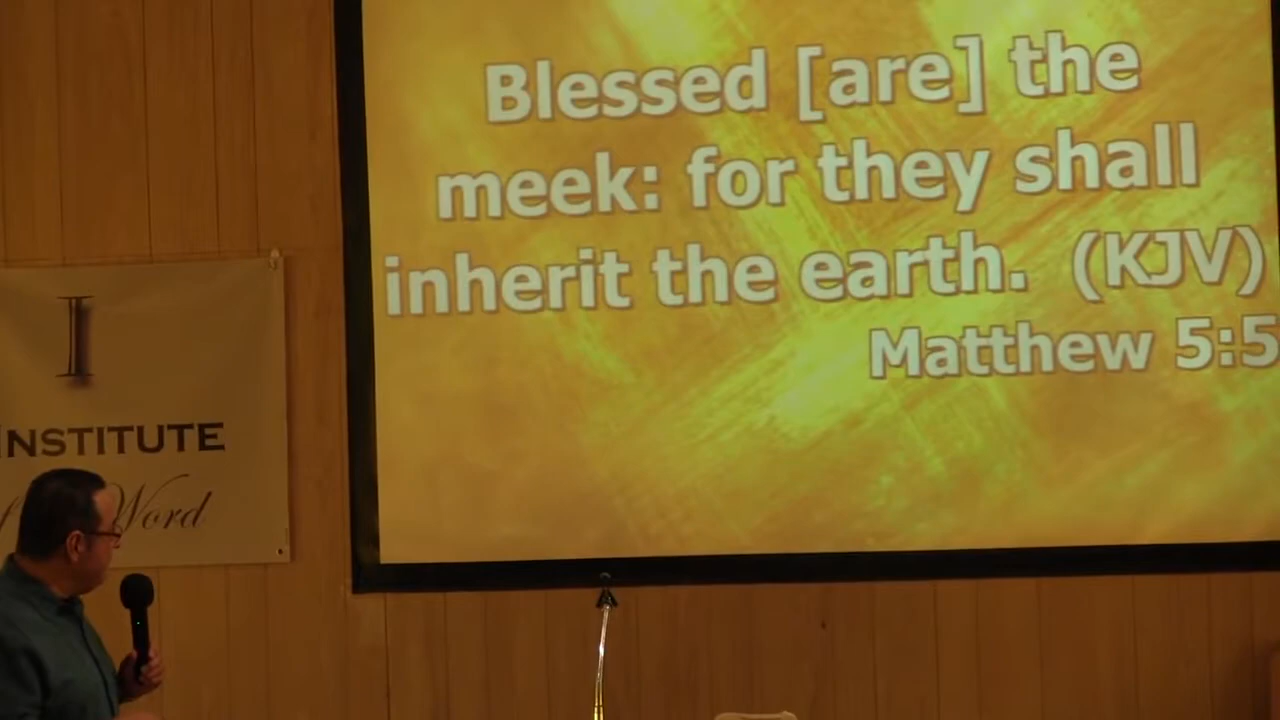 Blessed [are] the
meek: for they shall
inherit the earth. (KJV)
Matthew 5:5
I
INSTITUTE
Word